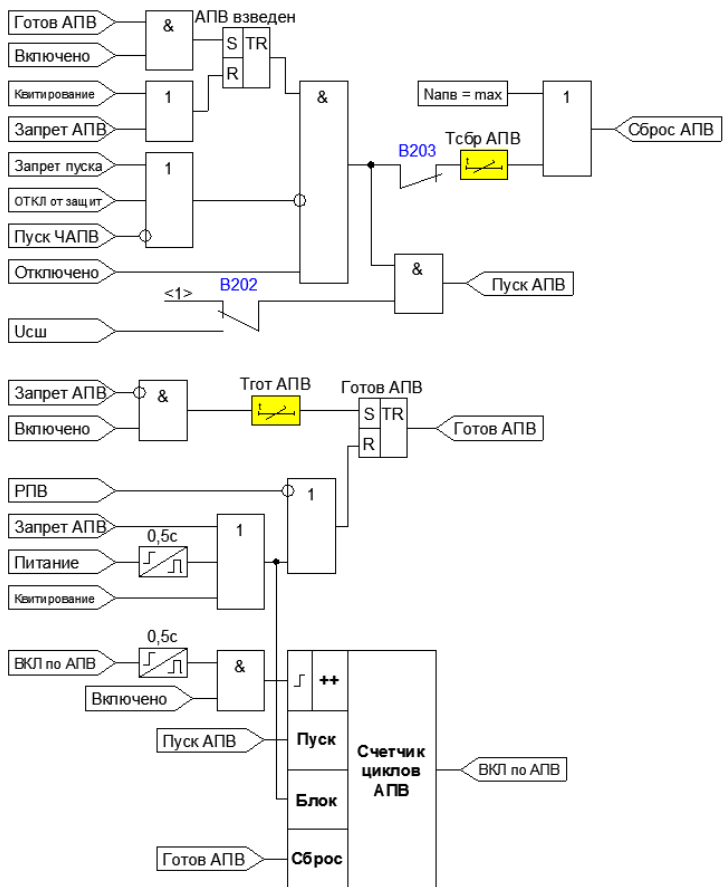 Готов АПВ
&
АПВ взведен
Включено
S TR
R
Квитирование
1
Запрет АПВ
&
Nапв = max
1
Сброс АПВ
Тсбр АПВ
B203
t
Запрет пуска
1
ОТКЛ от защит
Пуск ЧАПВ
Отключено
&
Пуск АПВ
B202
<1>
Uсш
Запрет АПВ
&
Тгот АПВ
t
Готов АПВ
S TR
R
Готов АПВ
Включено
РПВ
1
Запрет АПВ
1
0,5с
Питание
Квитирование
0,5с
ВКЛ по АПВ
&
Включено
++
Пуск АПВ
Пуск
Счетчик
циклов
АПВ
ВКЛ по АПВ
Блок
Готов АПВ
Сброс